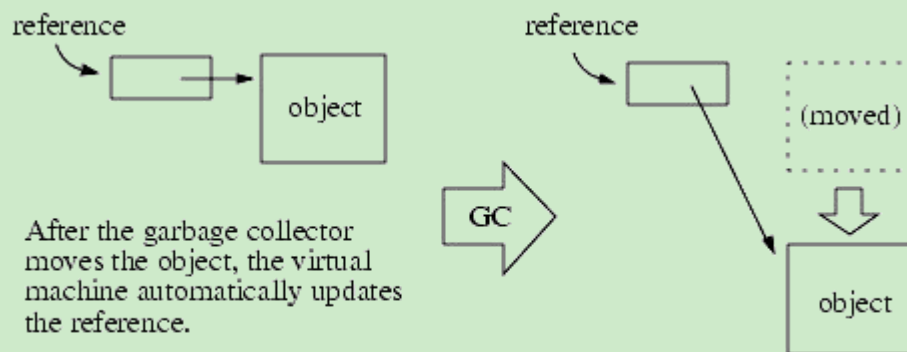 reference
object
After the garbage collector
moves the object, the virtual
machine automatically updates
the reference.
GC
reference
(moved)
object